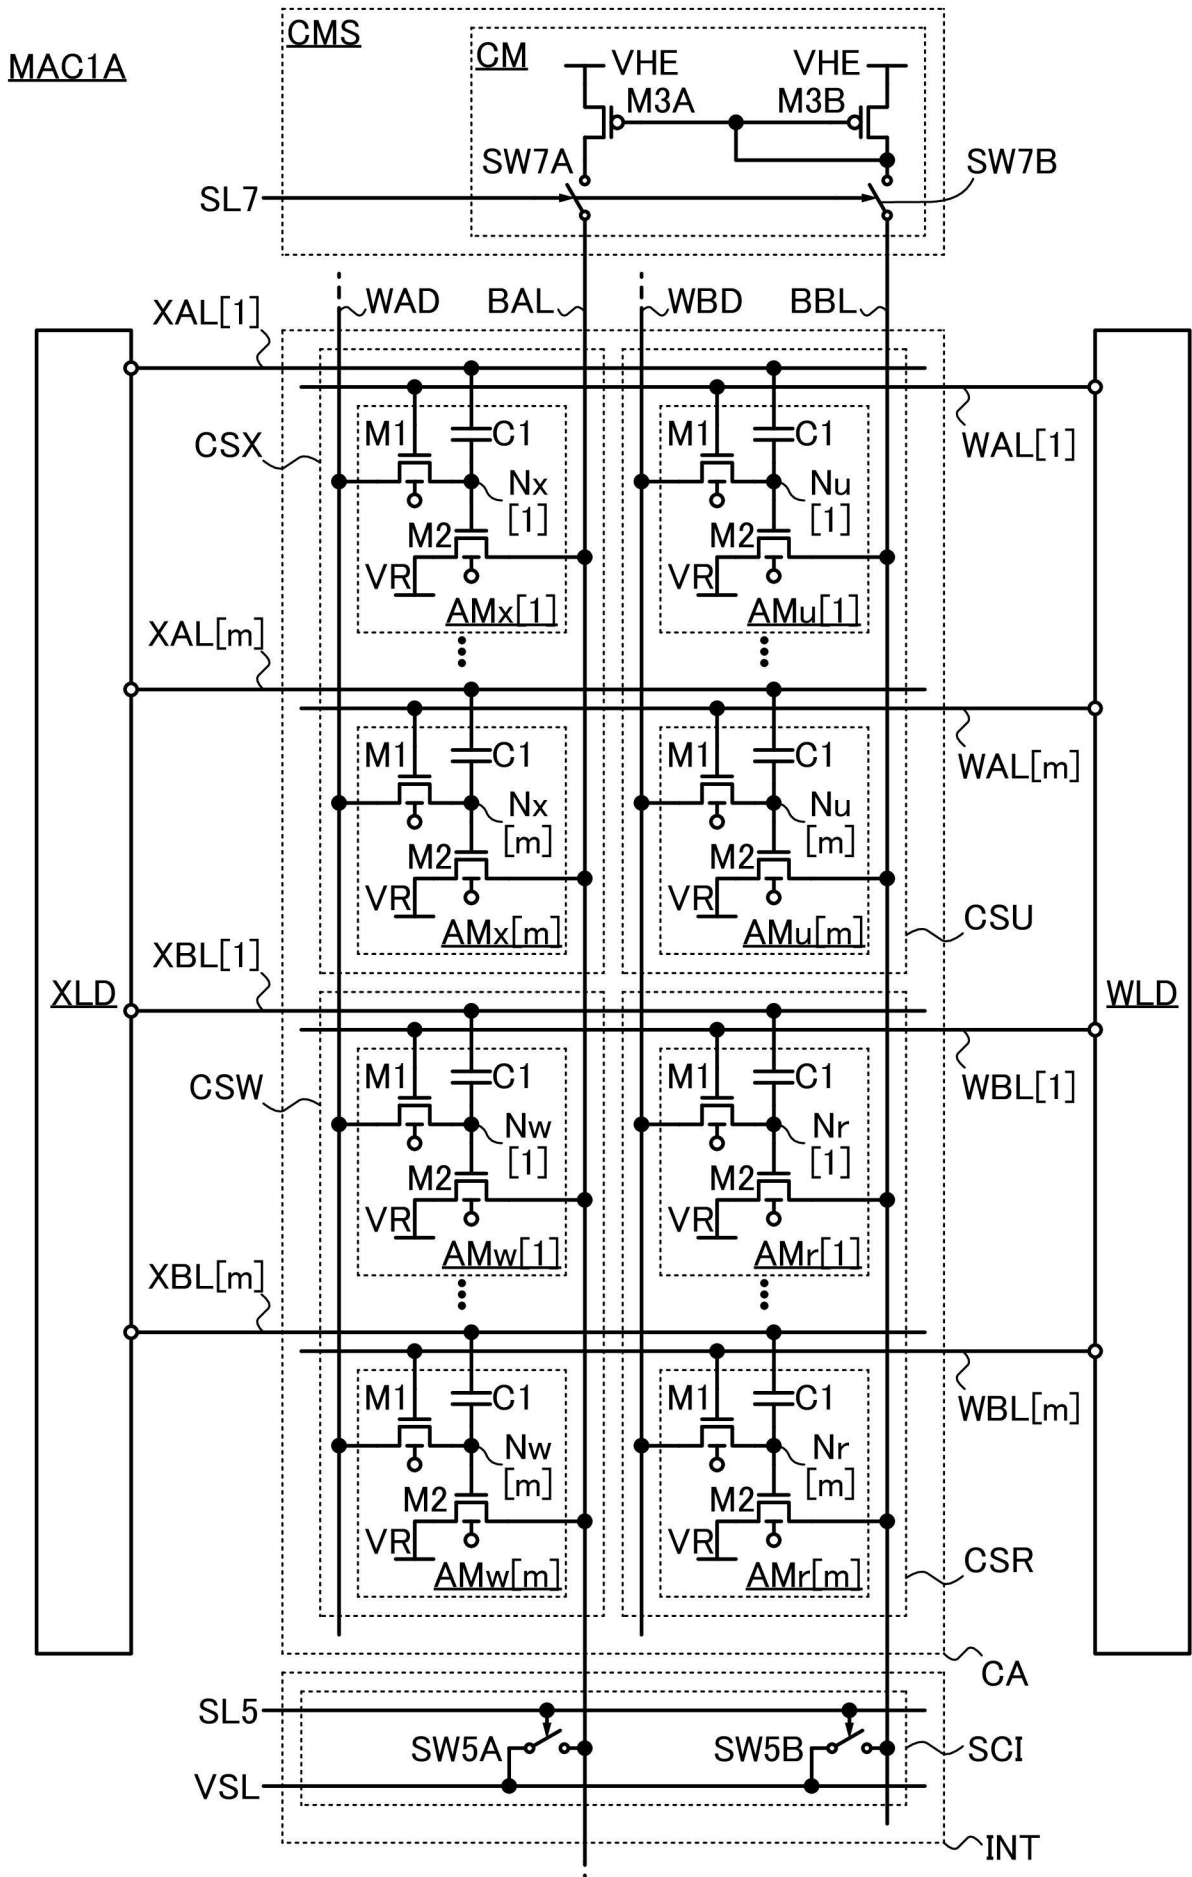 MAC1A
CMS
CM
VHE
VHE
M3A
M3B
SW7A
SW7B
SL7
WAD
BAL
WBD
BBL
XAL[1]
WAL[1]
CSX
M1
C1
M1
C1
Nx
[1]
Nu
[1]
M2
M2
VR
VR
AMx[1]
AMu[1]
XAL[m]
WAL[m]
M1
C1
M1
C1
Nx
[m]
Nu
[m]
M2
M2
VR
VR
AMx[m]
AMu[m]
CSU
XBL[1]
XLD
WLD
WBL[1]
CSW
M1
C1
M1
C1
Nw
[1]
Nr
[1]
M2
M2
VR
VR
AMw[1]
AMr[1]
XBL[m]
WBL[m]
M1
C1
M1
C1
Nw
[m]
Nr
[m]
M2
M2
VR
VR
AMw[m]
AMr[m]
CSR
CA
SL5
SW5A
SW5B
SCI
VSL
INT